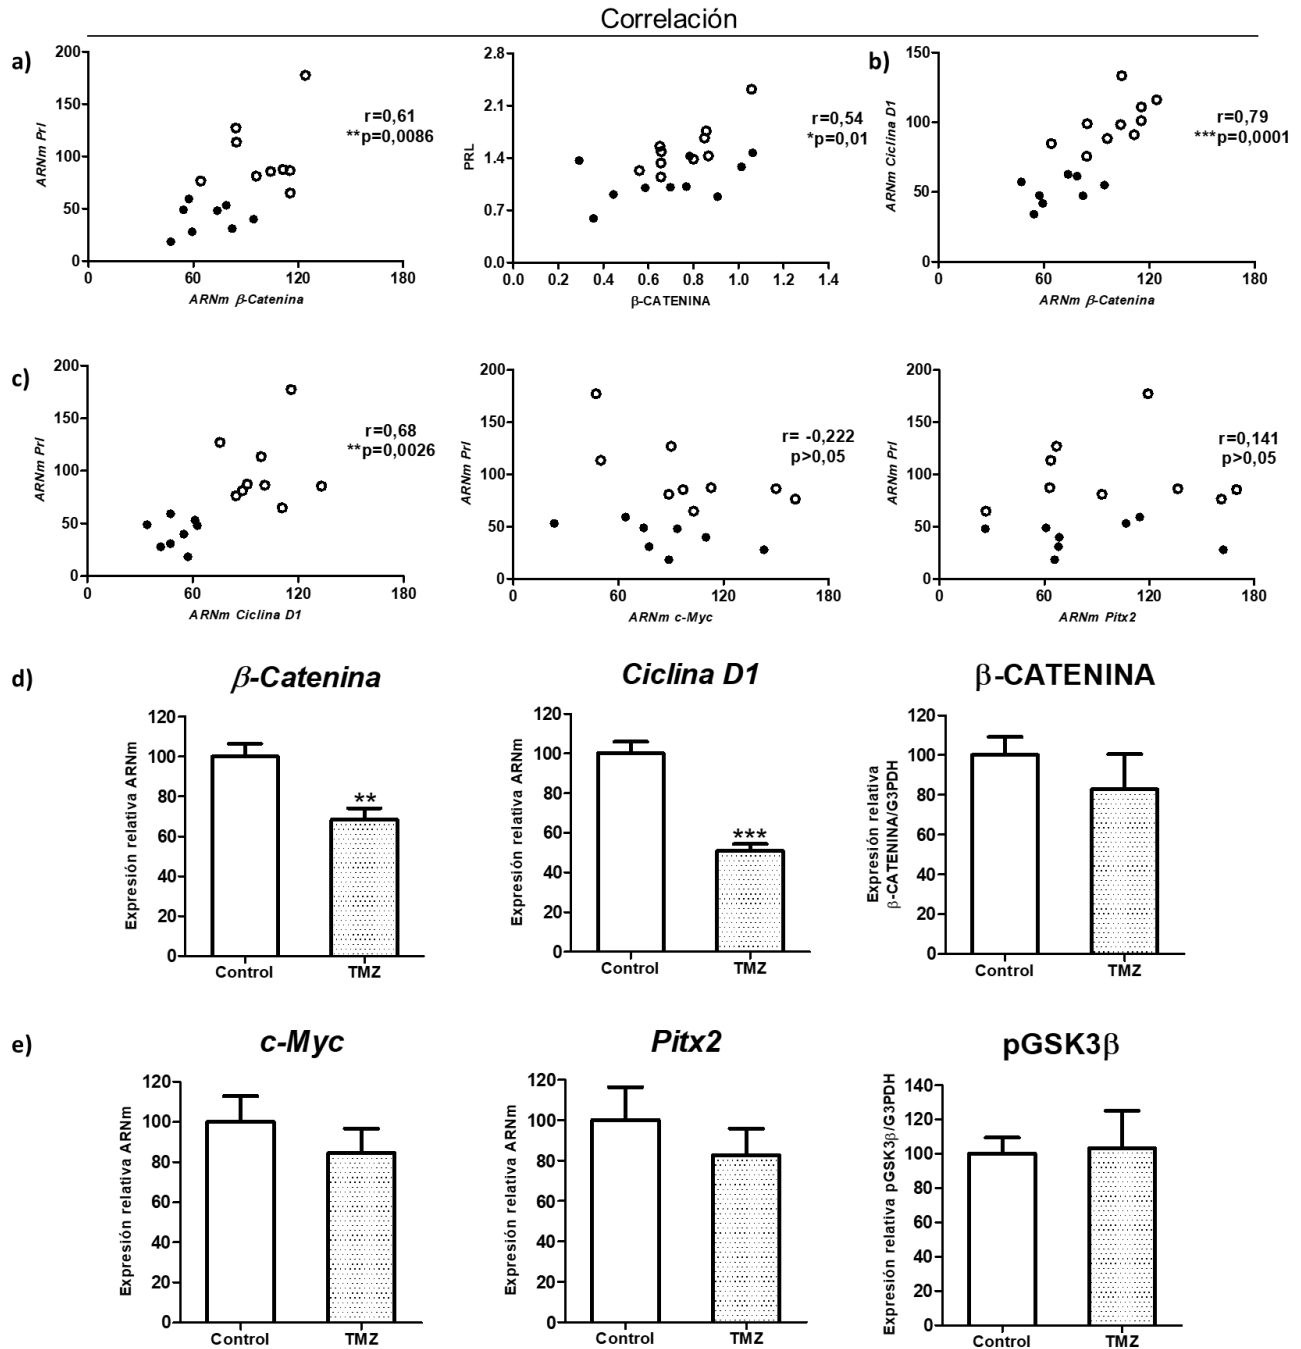 Correlación
a)
200
150
100
50
0
0
60
120
180
ARNm Prl
ARNm β-Catenina
r=0,61
**p=0,0086
2.8
2.1
1.4
0.7
0.0
0.0
0.2
0.4
0.6
0.8
1.0
1.2
1.4
PRL
β-CATENINA
r=0,54
*p=0,01
b)
150
100
50
0
0
60
120
180
ARNm Ciclina D1
ARNm β-Catenina
r=0,79
***p=0,0001
c)
200
150
100
50
0
0
60
120
180
ARNm Prl
ARNm Ciclina D1
r=0,68
**p=0,0026
200
150
100
50
0
0
60
120
180
ARNm Prl
ARNm c-Myc
r= -0,222
p>0,05
200
150
100
50
0
0
60
120
180
ARNm Prl
ARNm Pitx2
r=0,141
p>0,05
d)
β-Catenina
120
100
80
60
40
20
0
Expresión relativa ARNm
**
Control
TMZ
Ciclina D1
120
100
80
60
40
20
0
Expresión relativa ARNm
***
Control
TMZ
β-CATENINA
120
100
80
60
40
20
0
Expresión relativa
β-CATENINA/G3PDH
Control
TMZ
e)
c-Myc
120
100
80
60
40
20
0
Expresión relativa ARNm
Control
TMZ
Pitx2
120
100
80
60
40
20
0
Expresión relativa ARNm
Control
TMZ
pGSK3β
140
120
100
80
60
40
20
0
Expresión relativa pGSK3β/G3PDH
Control
TMZ